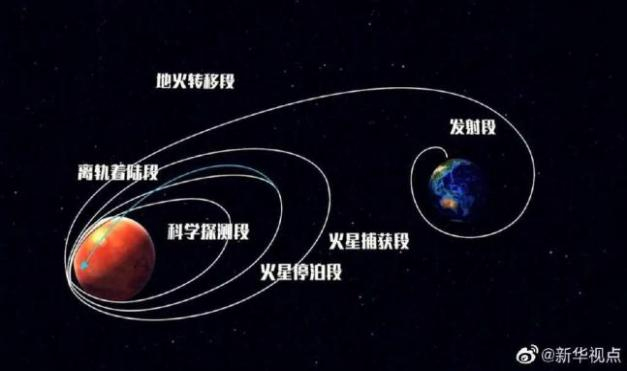 地火转移段
发射段
离轨着陆段
科学探测段
火星捕获段
火星停泊段
@新华视点